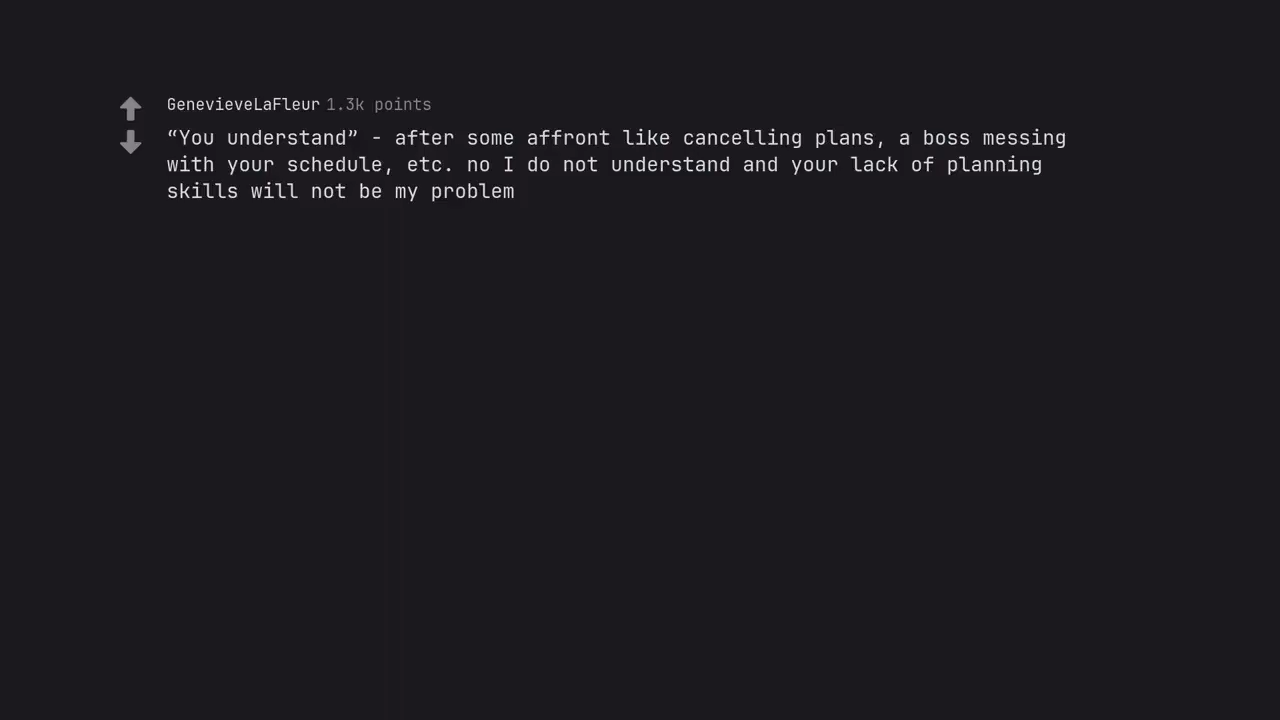 GenevieveLaFleur 1.3k points
“You understand” - after some affront like cancelling plans, a boss messing
with your schedule, etc. no I do not understand and your lack of planning
skills will not be my problem